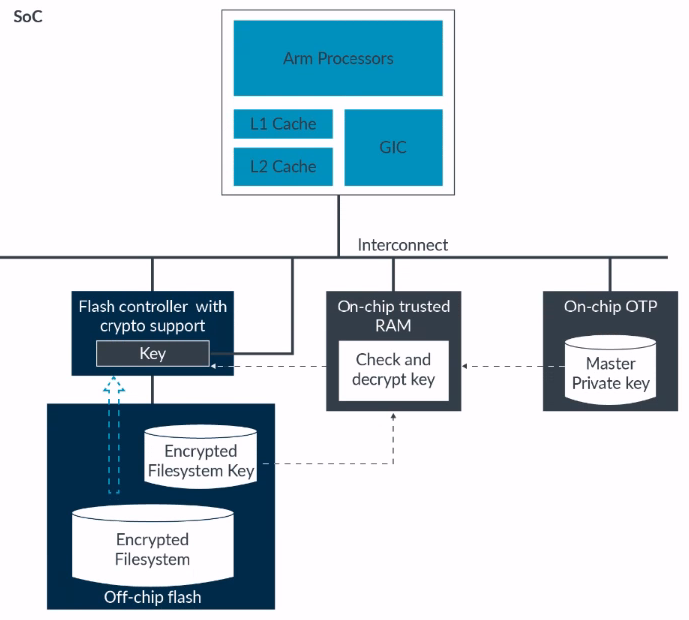 SoC
Arm Processors
L1 Cache
L2 Cache
GIC
Interconnect
Flash controller with
crypto support
Key
On-chip trusted
RAM
Check and
decrypt key
On-chip OTP
Master
Private key
Encrypted
Filesystem Key
Encrypted
Filesystem
Off-chip flash